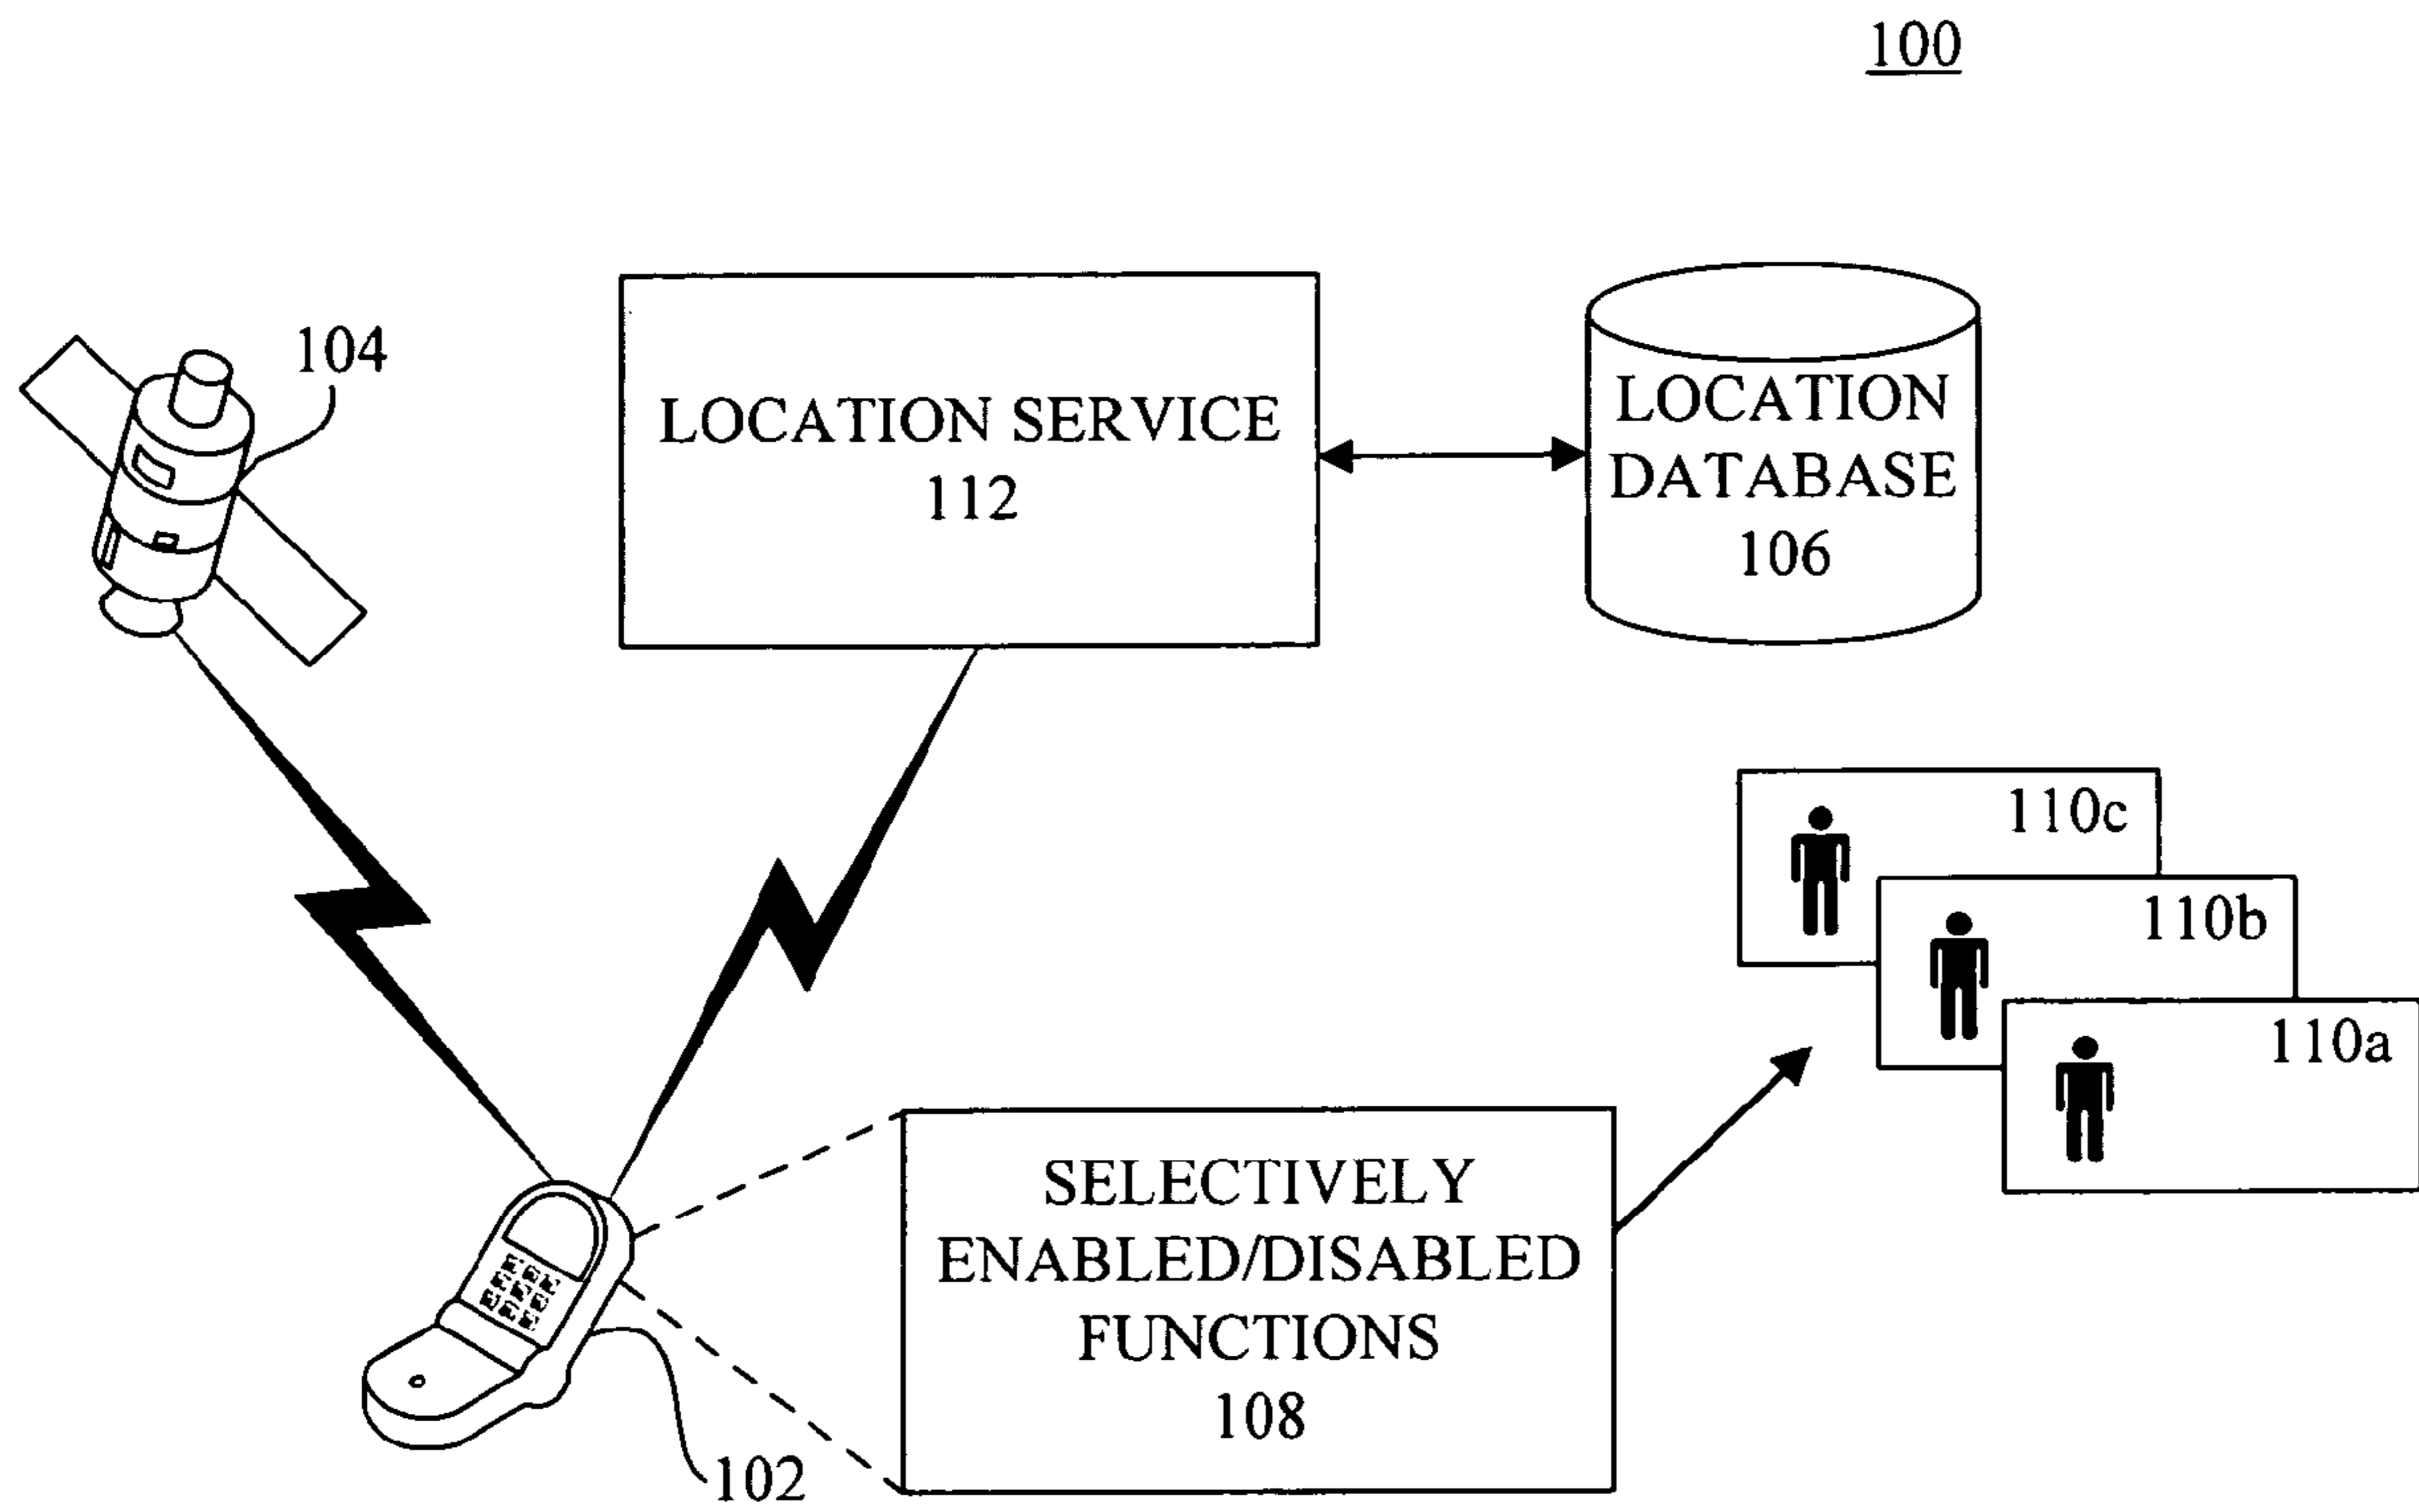 100
104
LOCATION SERVICE
112
LOCATION
DATABASE
106
110c
110b
110a
SELECTIVELY
ENABLED/DISABLED
FUNCTIONS
108
102